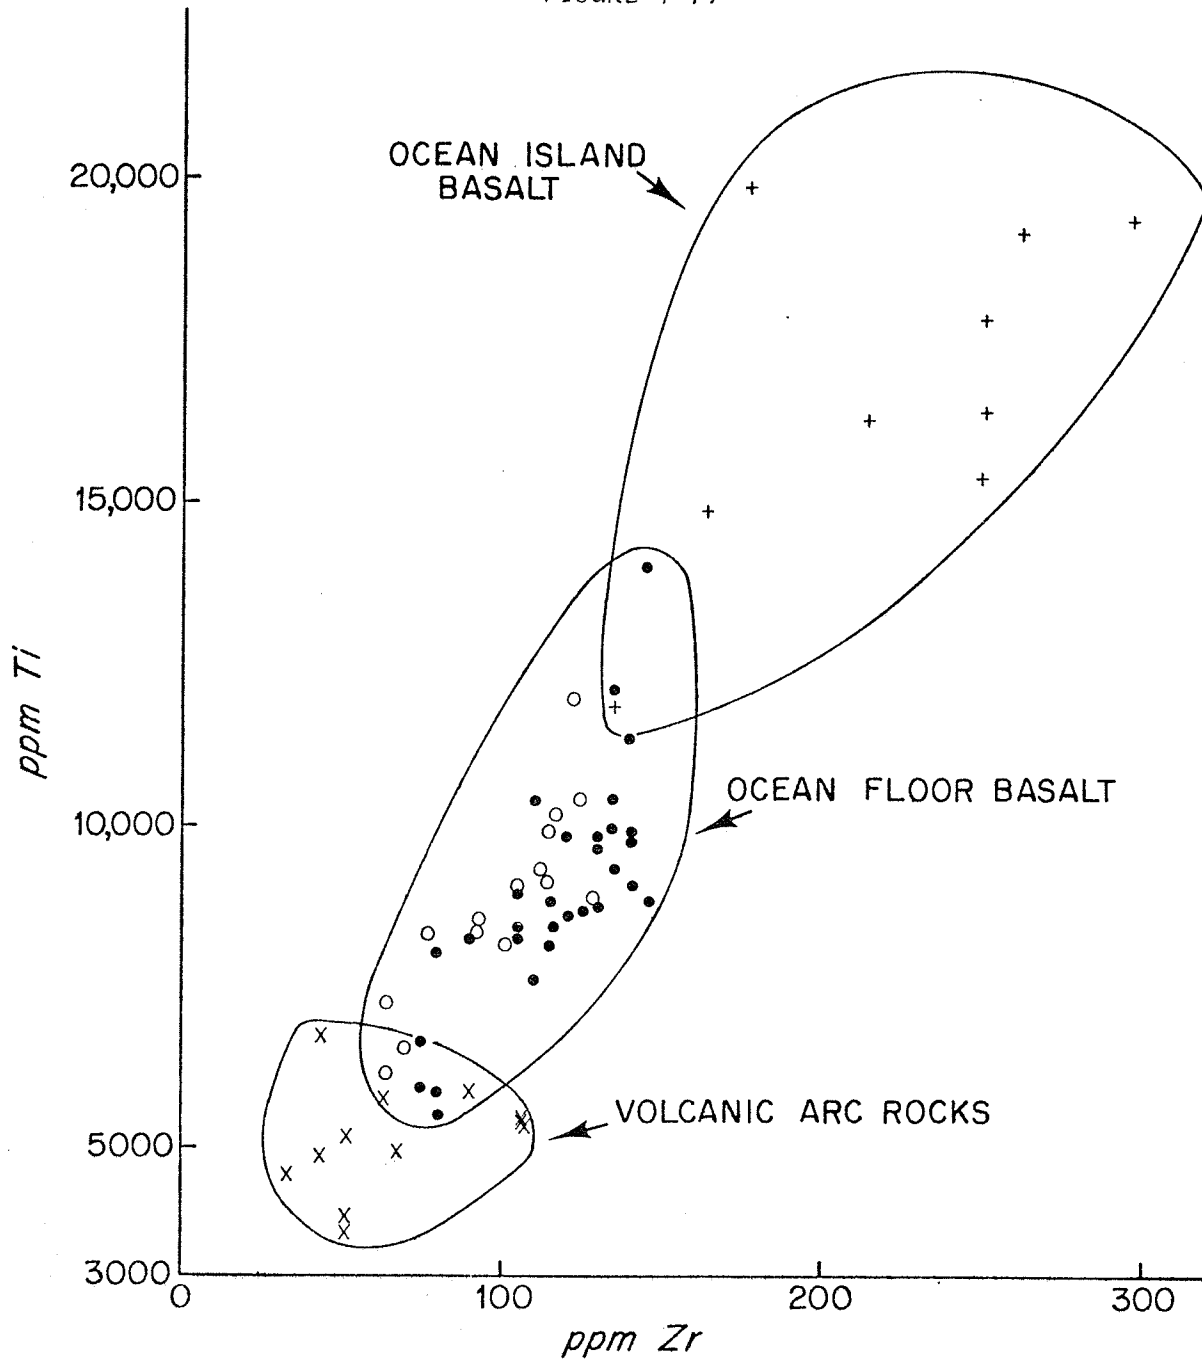 OCEAN ISLAND
BASALT
20,000
15,000
ppm Ti
OCEAN FLOOR BASALT
10,000
VOLCANIC ARC ROCKS
5000
3000
0 100 200 300
ppm Zr